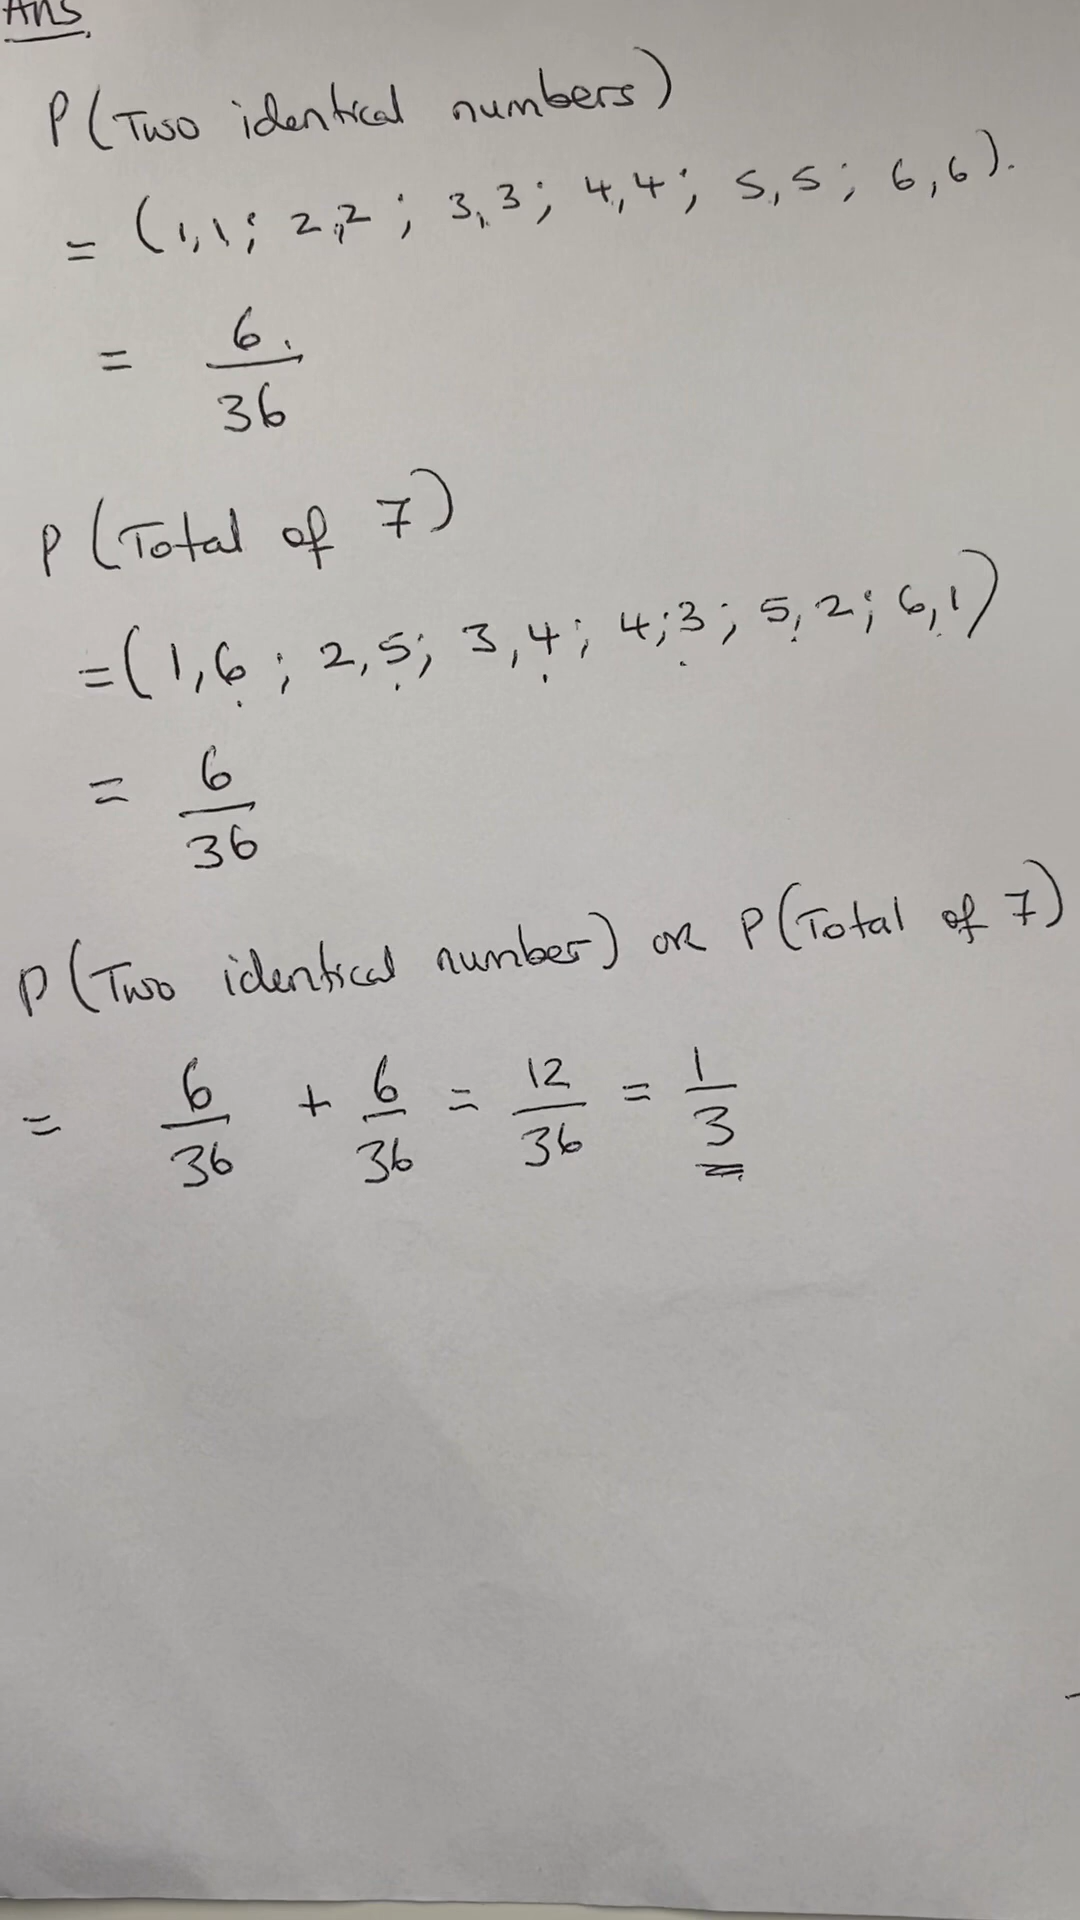 Ans.
P(Two identical numbers)
= (1,1; 2,2; 3,3; 4,4; 5,5; 6,6).
= 6/36
P(Total of 7)
=(1,6; 2,5; 3,4; 4;3; 5,2; 6,1)
= 6/36
P(Two identical number) or P(Total of 7)
= 6/36 + 6/36 = 12/36 = 1/3